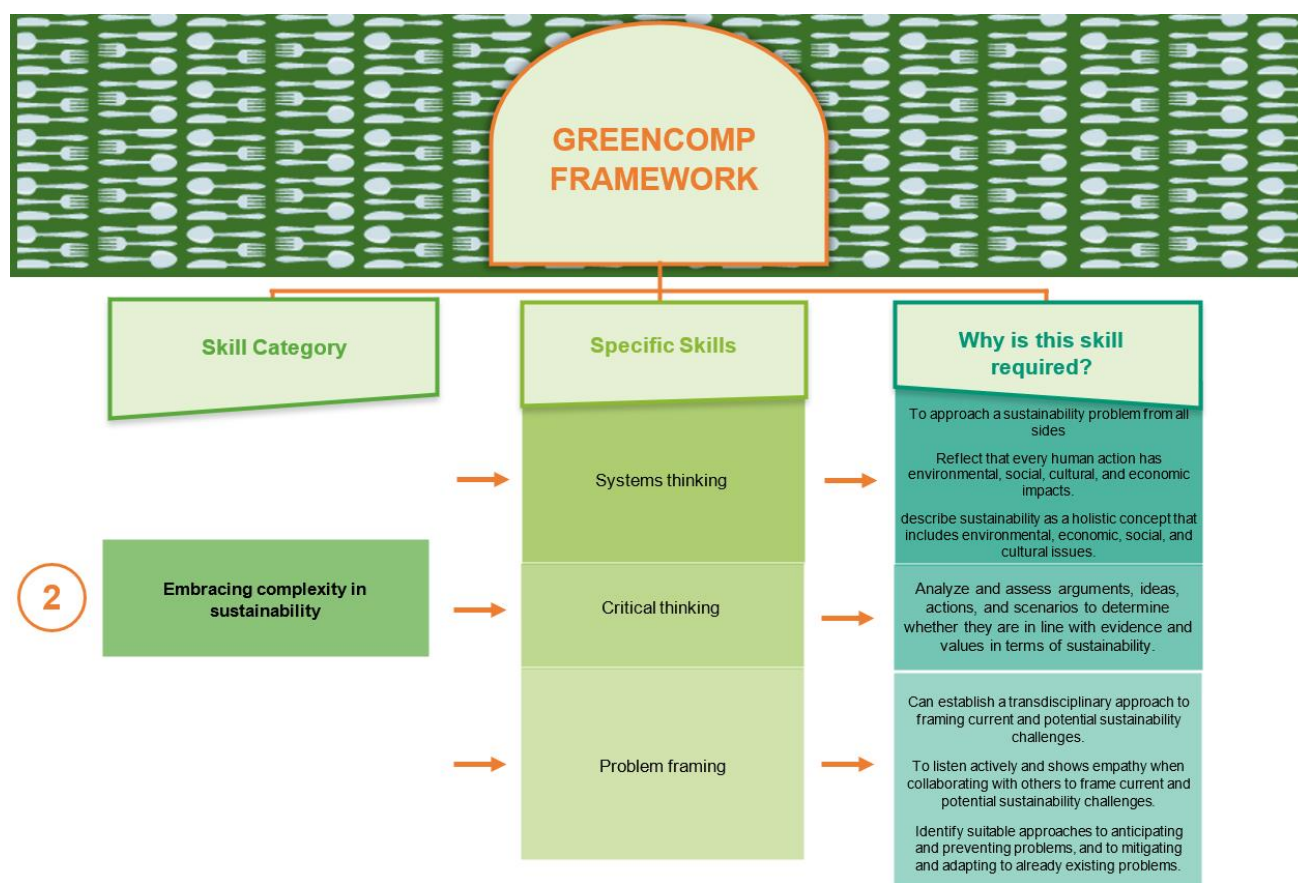 GREENCOMP
FRAMEWORK
Skill Category
Specific Skills
Why is this skill
required?
2
Embracing complexity in
sustainability
Systems thinking
To approach a sustainability problem from all
sides
Reflect that every human action has
environmental, social, cultural, and economic
impacts.
describe sustainability as a holistic concept that
includes environmental, economic, social, and
cultural issues.
Critical thinking
Analyze and assess arguments, ideas,
actions, and scenarios to determine
whether they are in line with evidence and
values in terms of sustainability.
Problem framing
Can establish a transdisciplinary approach to
framing current and potential sustainability
challenges.
To listen actively and shows empathy when
collaborating with others to frame current and
potential sustainability challenges.
Identify suitable approaches to anticipating
and preventing problems, and to mitigating
and adapting to already existing problems.